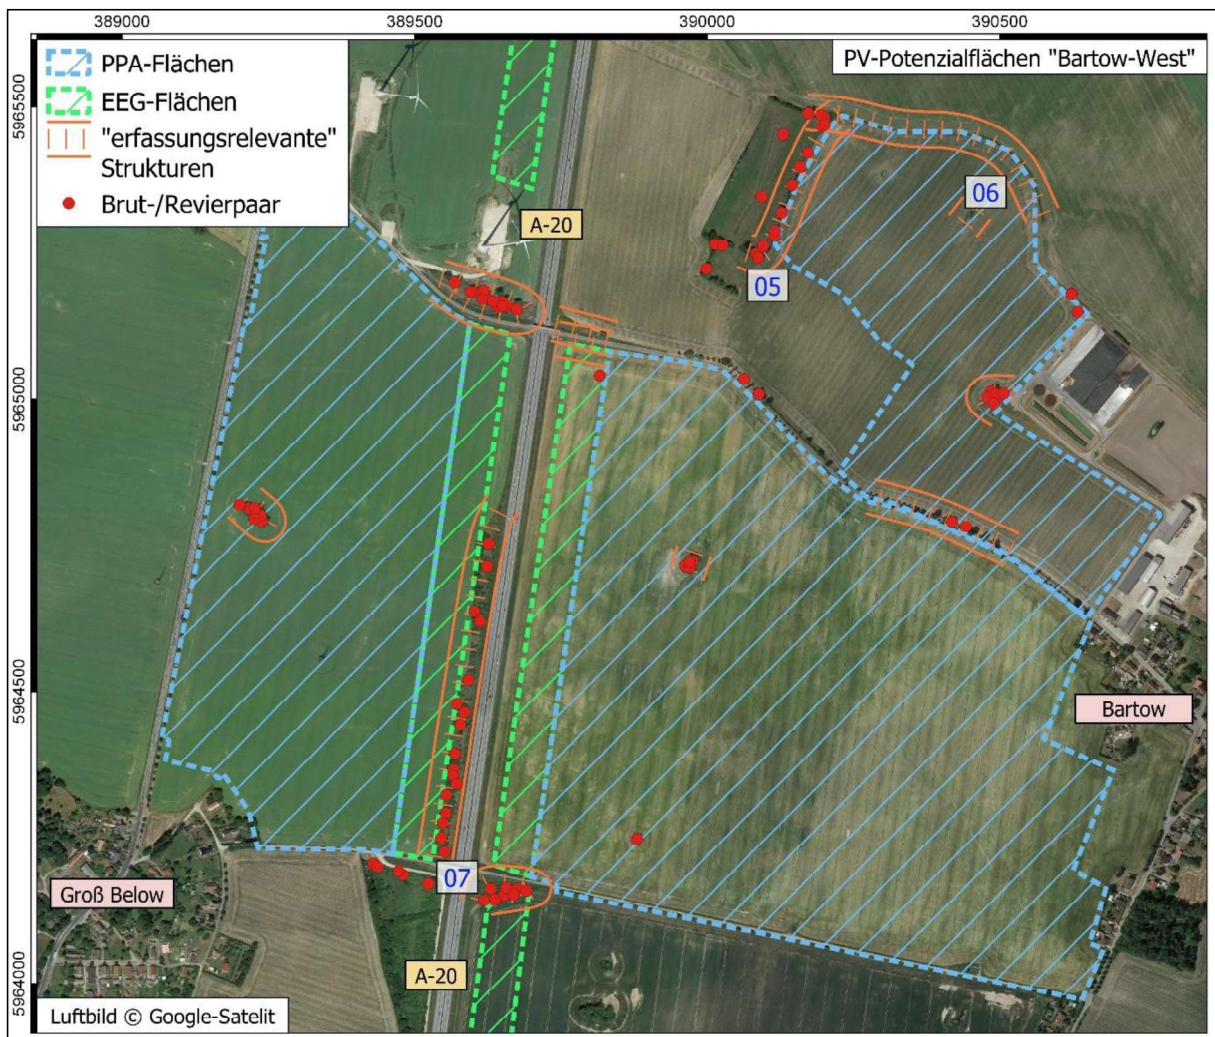 389000
389500
390000
390500
PPA-Flächen
EEG-Flächen
"erfassungsrelevante"
Strukturen
Brut-/Revierpaar
PV-Potenzialflächen "Bartow-West"
5965500
5965000
5964500
5964000
A-20
06
05
Bartow
07
Groß Below
A-20
Luftbild © Google-Satelit